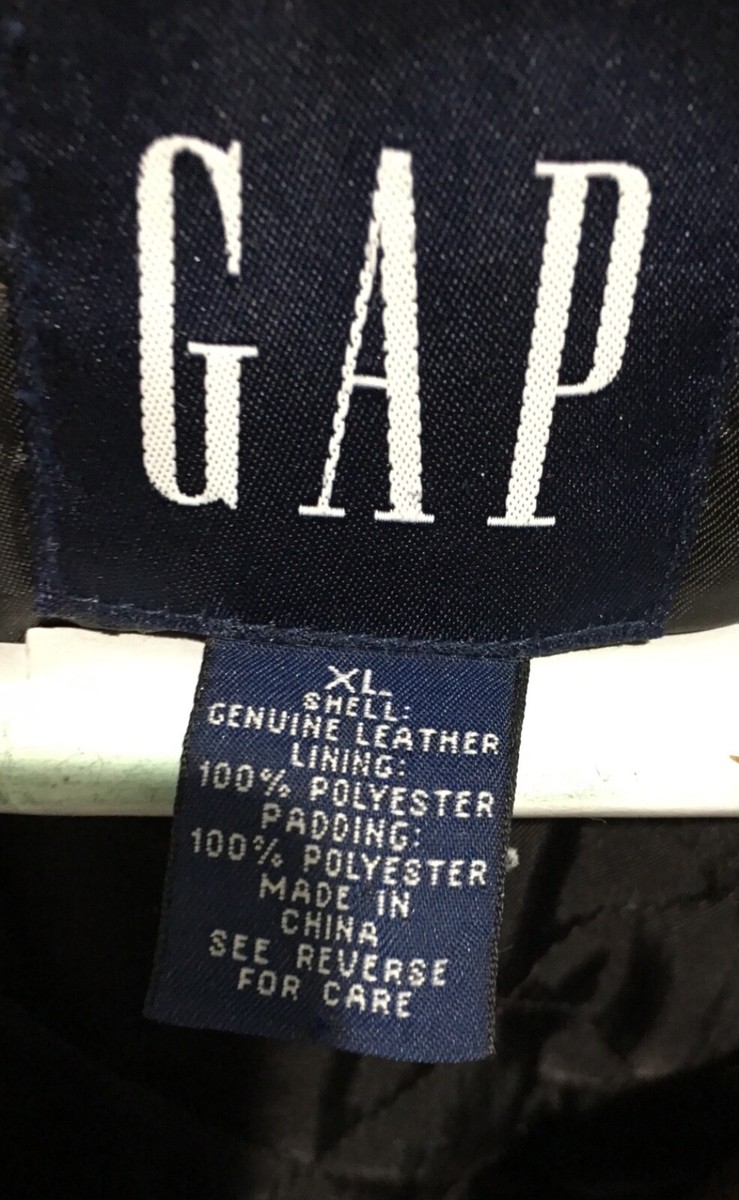 GAP
XL
SHELL:
GENUINE LEATHER
LINING:
100% POLYESTER
PADDING:
100% POLYESTER
MADE IN
CHINA
SEE REVERSE
FOR CARE